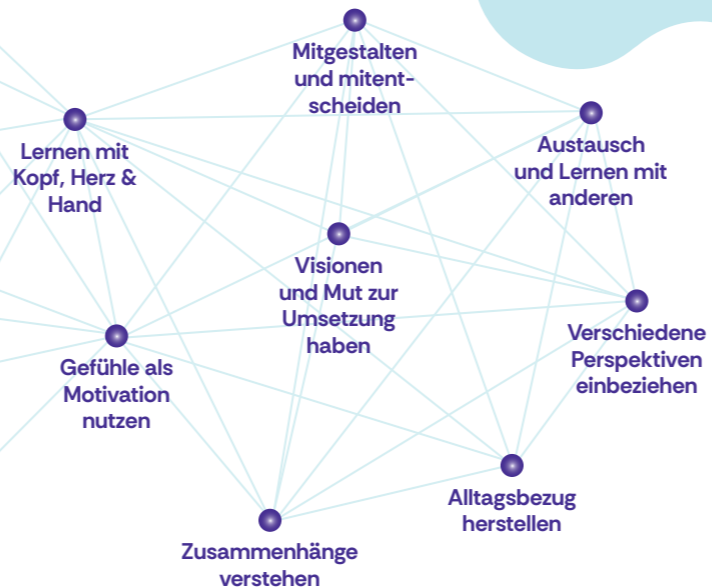 Mitgestalten
und mitent-
scheiden
Lernen mit
Kopf, Herz &
Hand
Austausch
und Lernen mit
anderen
Visionen
und Mut zur
Umsetzung
haben
Verschiedene
Perspektiven
einbeziehen
Gefühle als
Motivation
nutzen
Alltagsbezug
herstellen
Zusammenhänge
verstehen